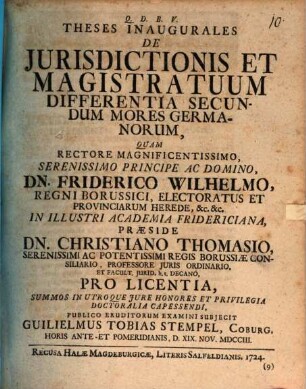 Q. D. B. V.
10.
THESES INAUGURALES
DE
JURISDICTIONIS ET
MAGISTRATUUM
DIFFERENTIA SECUN-
DUM MORES GERMA-
NORUM,
QUAM
RECTORE MAGNIFICENTISSIMO,
SERENISSIMO PRINCIPE AC DOMINO,
DN. FRIDERICO WILHELMO,
REGNI BORUSSICI, ELECTORATUS ET
PROVINCIARUM HEREDE, &c. &c.
IN ILLUSTRI ACADEMIA FRIDERICIANA,
PRÆSIDE
DN. CHRISTIANO THOMASIO,
SERENISSIMI AC POTENTISSIMI REGIS BORUSSIÆ CON-
SILIARIO, PROFESSORE JURIS ORDINARIO,
ET FACULT. JURID. h. t. DECANO,
PRO LICENTIA,
SUMMOS IN UTROQUE JURE HONORES ET PRIVILEGIA
DOCTORALIA CAPESSENDI,
PUBLICO ERUDITORUM EXAMINI SUBJECIT
GUILIELMUS TOBIAS STEMPEL, COBURG.
HORIS ANTE - ET POMERIDIANIS, D. XIX. NOV. MDCCIII.
RECUSA HALÆ MAGDEBURGICÆ, LITERIS SALFELDIANIS. 1724.
(9)